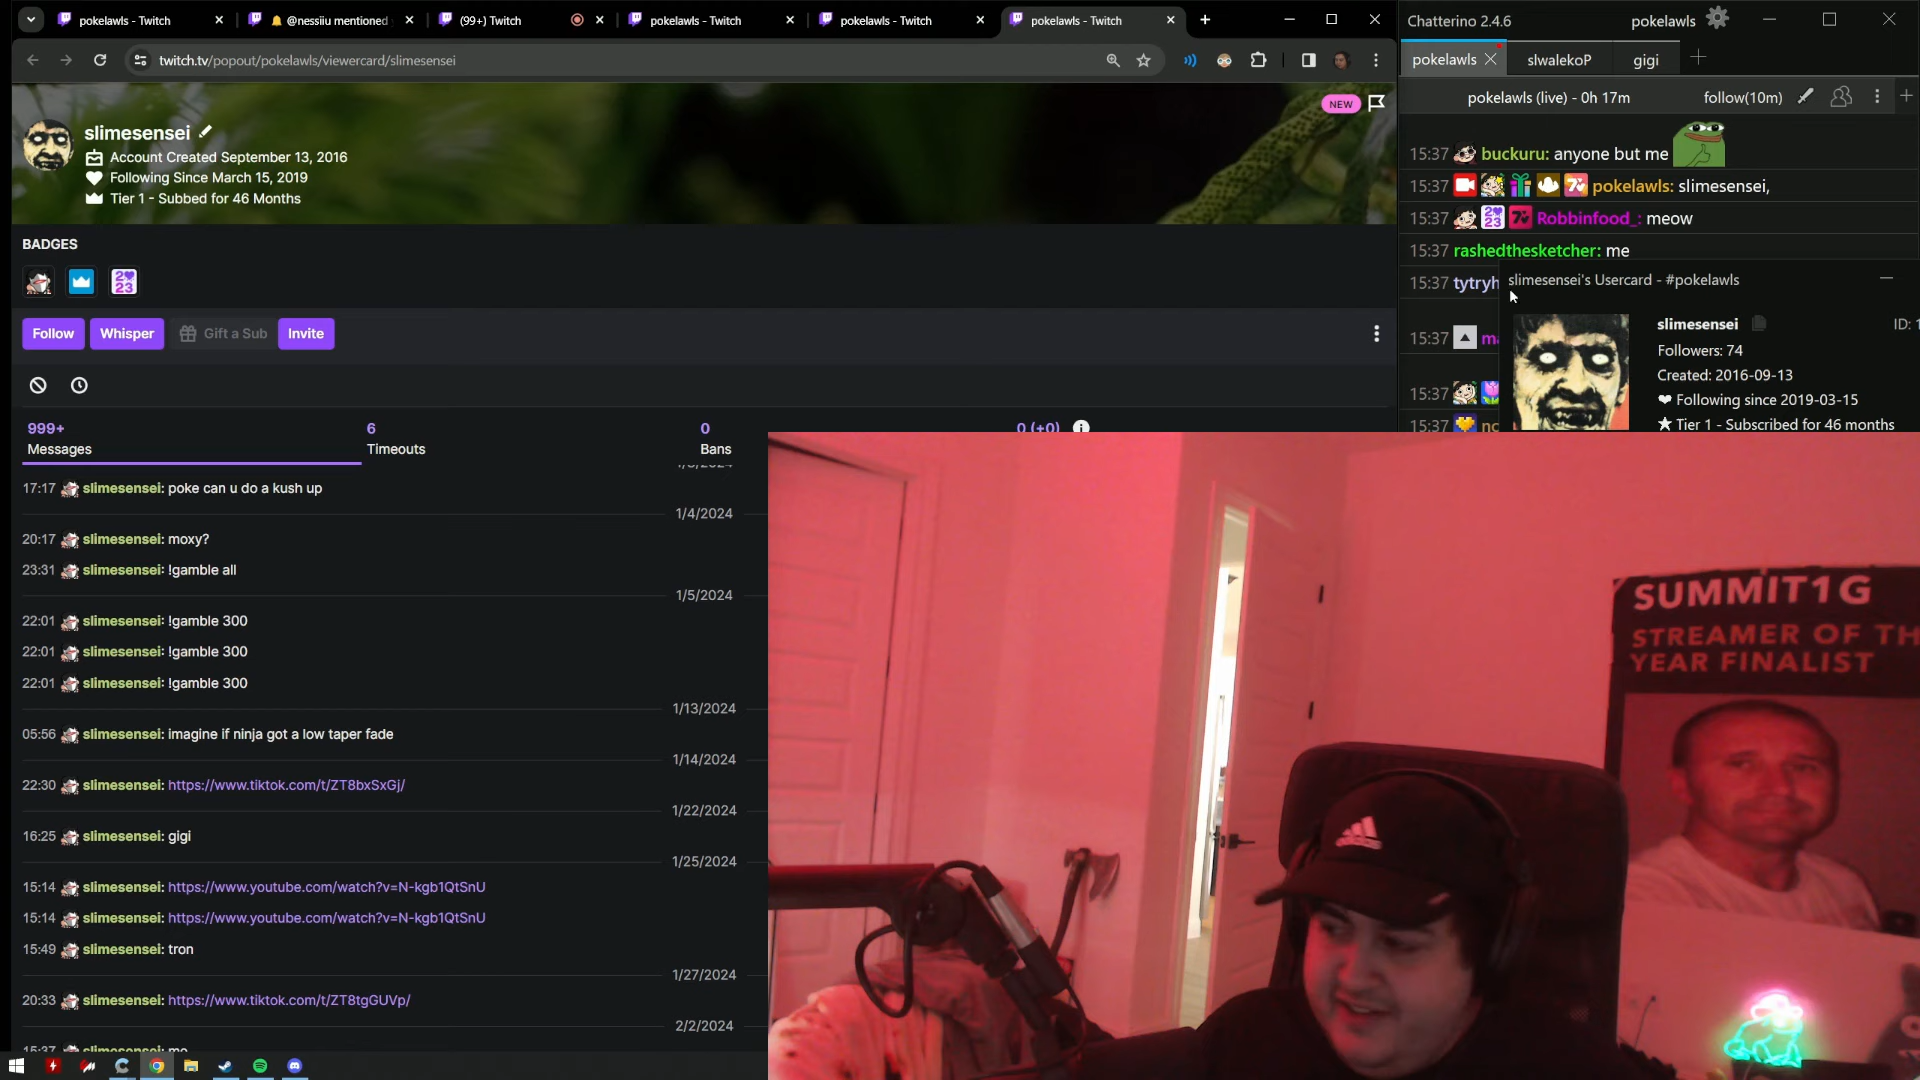 pokelawls - Twitch
@nessiiu mentioned
(99+) Twitch
pokelawls - Twitch
pokelawls - Twitch
pokelawls - Twitch
twitch.tv/popout/pokelawls/viewercard/slimesensei
NEW
slimesensei
Account Created September 13, 2016
Following Since March 15, 2019
Tier 1 - Subbed for 46 Months
BADGES
Follow
Whisper
Gift a Sub
Invite
999+
Messages
6
Timeouts
0
Bans
0 (+0)
17:17 slimesensei: poke can u do a kush up
1/4/2024
20:17 slimesensei: moxy?
23:31 slimesensei: !gamble all
1/5/2024
22:01 slimesensei: !gamble 300
22:01 slimesensei: !gamble 300
22:01 slimesensei: !gamble 300
1/13/2024
05:56 slimesensei: imagine if ninja got a low taper fade
1/14/2024
22:30 slimesensei: https://www.tiktok.com/t/ZT8bxSxGj/
1/22/2024
16:25 slimesensei: gigi
1/25/2024
15:14 slimesensei: https://www.youtube.com/watch?v=N-kgb1QtSnU
15:14 slimesensei: https://www.youtube.com/watch?v=N-kgb1QtSnU
15:49 slimesensei: tron
1/27/2024
20:33 slimesensei: https://www.tiktok.com/t/ZT8tgGUVp/
2/2/2024
Chatterino 2.4.6
pokelawls
pokelawls
slwalekoP
gigi
pokelawls (live) - 0h 17m
follow(10m)
15:37 buckuru: anyone but me
15:37 pokelawls: slimesensei,
15:37 Robbinfood_: meow
15:37 rashedthesketcher: me
15:37 tytryh
15:37 ma
15:37
15:37 nc
slimesensei's Usercard - #pokelawls
slimesensei
ID: 1
Followers: 74
Created: 2016-09-13
Following since 2019-03-15
Tier 1 - Subscribed for 46 months
SUMMIT1G
STREAMER OF TH
YEAR FINALIST